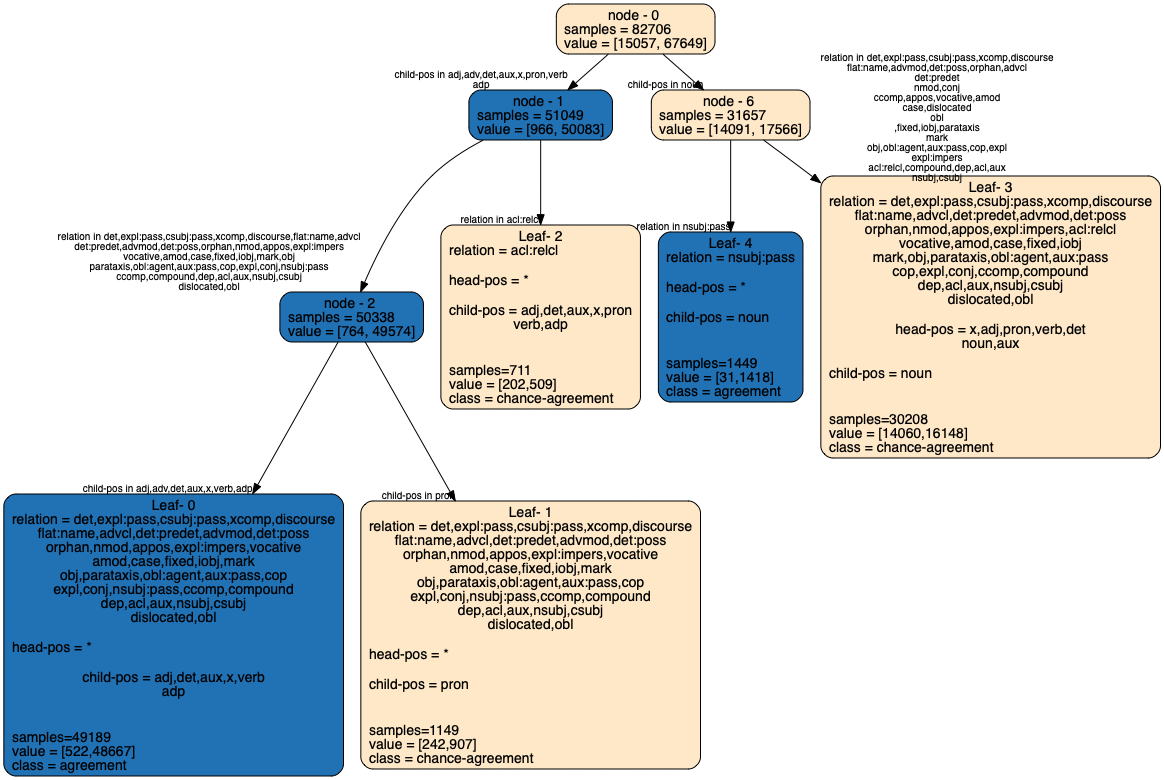 node - 0
samples = 82706
value = [15057, 67649]
child-pos in adj,adv,det,aux,x,pron,verb
adp
node - 1
samples = 51049
value = [966, 50083]
child-pos in noun
node - 6
samples = 31657
value = [14091, 17566]
relation in det,expl:pass,csubj:pass,xcomp,discourse
flat:name,advmod,det:poss,orphan,advcl
det:predet
nmod,conj
ccomp,appos,vocative,amod
case,dislocated
obl
,fixed,iobj,parataxis
mark
obj,obl:agent,aux:pass,cop,expl
expl:impers
acl:relcl,compound,dep,acl,aux
nsubj,csubj
Leaf- 3
relation = det,expl:pass,csubj:pass,xcomp,discourse
flat:name,advcl,det:predet,advmod,det:poss
orphan,nmod,appos,expl:impers,acl:relcl
vocative,amod,case,fixed,iobj
mark,obj,parataxis,obl:agent,aux:pass
cop,expl,conj,ccomp,compound
dep,acl,aux,nsubj,csubj
dislocated,obl
head-pos = x,adj,pron,verb,det
noun,aux
child-pos = noun
samples=30208
value = [14060,16148]
class = chance-agreement
relation in nsubj:pass
Leaf- 4
relation = nsubj:pass
head-pos = *
child-pos = noun
samples=1449
value = [31,1418]
class = agreement
relation in acl:relcl
Leaf- 2
relation = acl:relcl
head-pos = *
child-pos = adj,det,aux,x,pron
verb,adp
samples=711
value = [202,509]
class = chance-agreement
relation in det,expl:pass,csubj:pass,xcomp,discourse,flat:name,advcl
det:predet,advmod,det:poss,orphan,nmod,appos,expl:impers
vocative,amod,case,fixed,iobj,mark,obj
parataxis,obl:agent,aux:pass,cop,expl,conj,nsubj:pass
ccomp,compound,dep,acl,aux,nsubj,csubj
dislocated,obl
node - 2
samples = 50338
value = [764, 49574]
child-pos in adj,adv,det,aux,x,verb,adp
Leaf- 0
relation = det,expl:pass,csubj:pass,xcomp,discourse
flat:name,advcl,det:predet,advmod,det:poss
orphan,nmod,appos,expl:impers,vocative
amod,case,fixed,iobj,mark
obj,parataxis,obl:agent,aux:pass,cop
expl,conj,nsubj:pass,ccomp,compound
dep,acl,aux,nsubj,csubj
dislocated,obl
head-pos = *
child-pos = adj,det,aux,x,verb
adp
samples=49189
value = [522,48667]
class = agreement
child-pos in pron
Leaf- 1
relation = det,expl:pass,csubj:pass,xcomp,discourse
flat:name,advcl,det:predet,advmod,det:poss
orphan,nmod,appos,expl:impers,vocative
amod,case,fixed,iobj,mark
obj,parataxis,obl:agent,aux:pass,cop
expl,conj,nsubj:pass,ccomp,compound
dep,acl,aux,nsubj,csubj
dislocated,obl
head-pos = *
child-pos = pron
samples=1149
value = [242,907]
class = chance-agreement